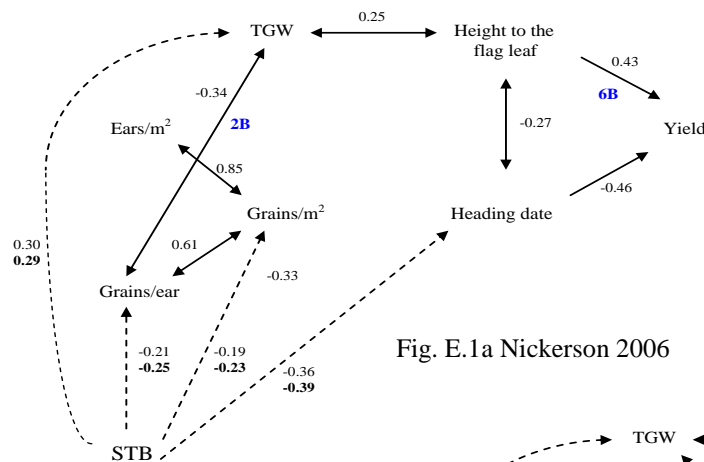 0.25
TGW
Height to the
flag leaf
0.43
6B
-0.34
2B
Ears/m²
-0.27
Yield
0.85
-0.46
Grains/m²
Heading date
0.61
0.30
0.29
-0.33
Grains/ear
Fig. E.1a Nickerson 2006
-0.21
-0.25
-0.19
-0.23
-0.36
-0.39
STB
TGW